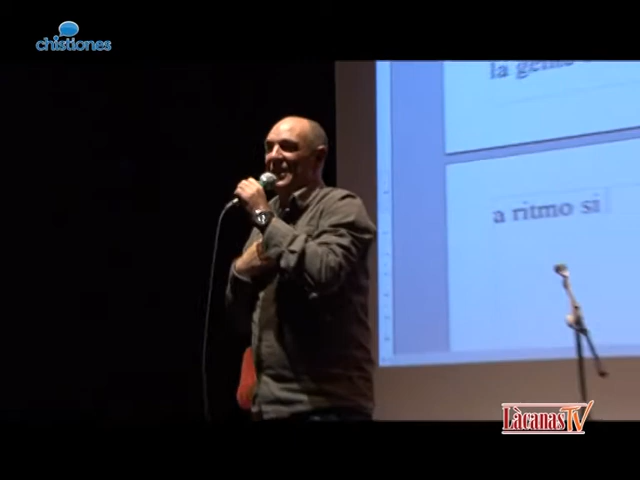 chistiones
la gente
a ritmo si
LàcanasTV